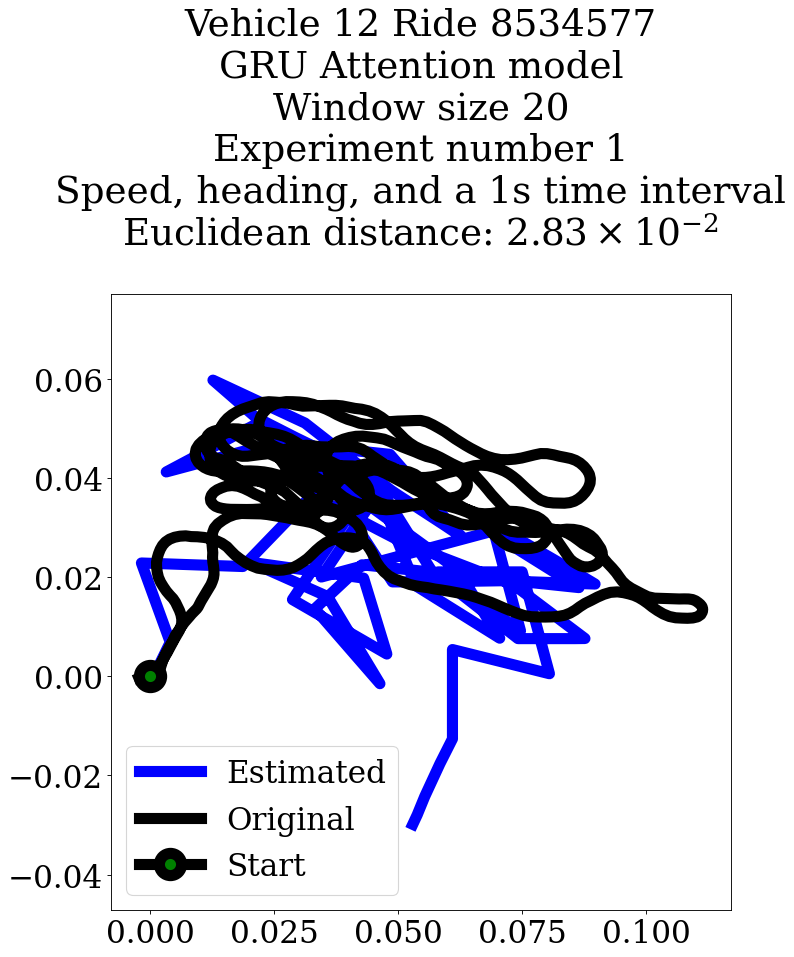 Vehicle 12 Ride 8534577
GRU Attention model
Window size 20
Experiment number 1
Speed, heading, and a 1s time interval
Euclidean distance: 2.83 × 10⁻²
0.06
0.04
0.02
0.00
−0.02
−0.04
Estimated
Original
Start
0.000 0.025 0.050 0.075 0.100